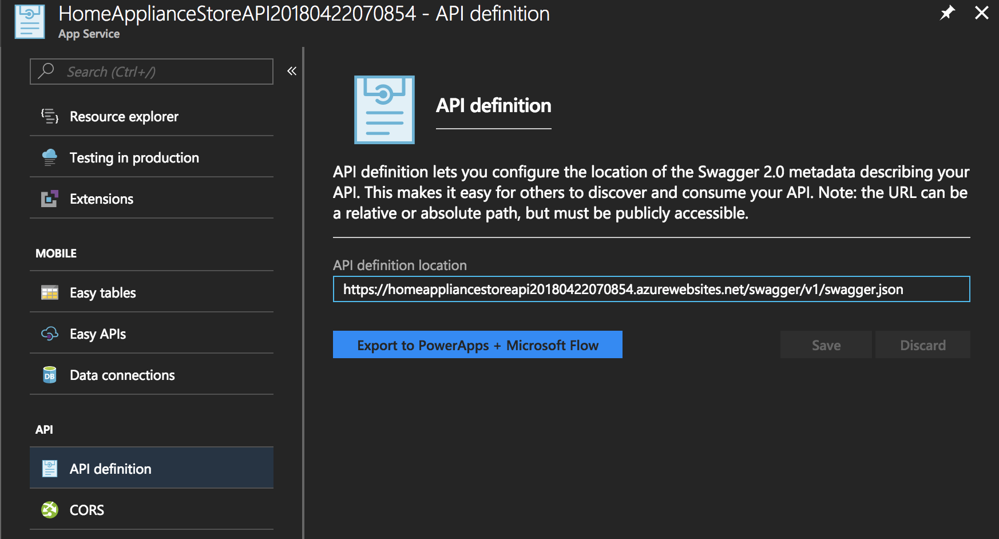 HomeApplianceStoreAPI20180422070854 - API definition
App Service
Search (Ctrl+/)
«
Resource explorer
Testing in production
Extensions
MOBILE
Easy tables
Easy APIs
DB
Data connections
API
API definition
CORS
API definition
API definition lets you configure the location of the Swagger 2.0 metadata describing your
API. This makes it easy for others to discover and consume your API. Note: the URL can be
a relative or absolute path, but must be publicly accessible.
API definition location
https://homeappliancestoreapi20180422070854.azurewebsites.net/swagger/v1/swagger.json
Export to PowerApps + Microsoft Flow
Save
Discard